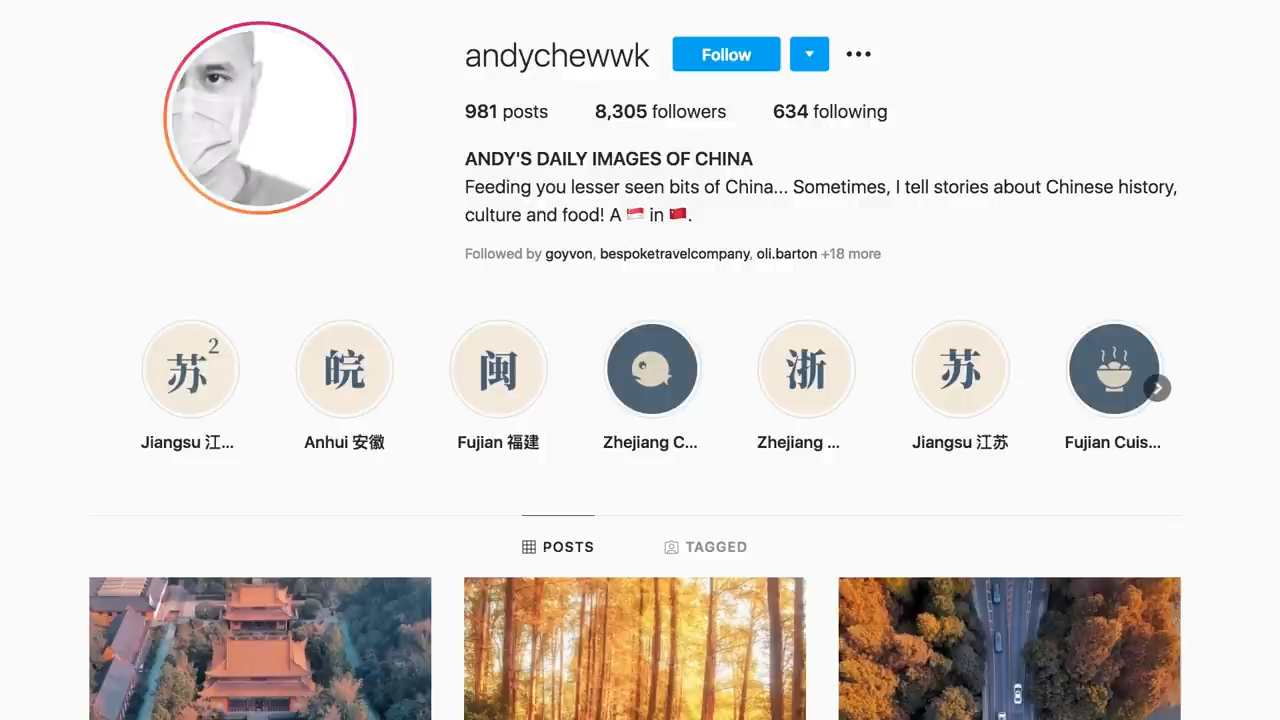 andychewwk Follow
981 posts 8,305 followers 634 following
ANDY'S DAILY IMAGES OF CHINA
Feeding you lesser seen bits of China... Sometimes, I tell stories about Chinese history,
culture and food! A 🇸🇬 in 🇨🇳.
Followed by goyvon, bespoketravelcompany, oli.barton +18 more
苏2 皖 闽 浙 苏
Jiangsu 江... Anhui 安徽 Fujian 福建 Zhejiang C... Zhejiang ... Jiangsu 江苏 Fujian Cuis...
POSTS TAGGED